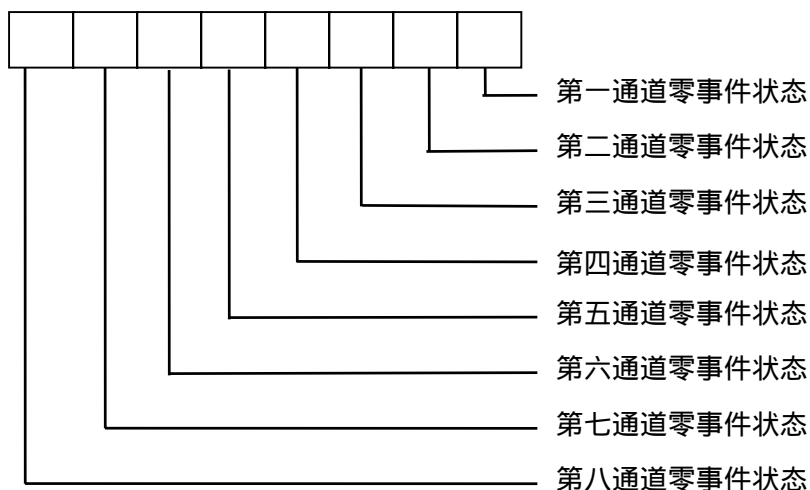 第一通道零事件状态
第二通道零事件状态
第三通道零事件状态
第四通道零事件状态
第五通道零事件状态
第六通道零事件状态
第七通道零事件状态
第八通道零事件状态